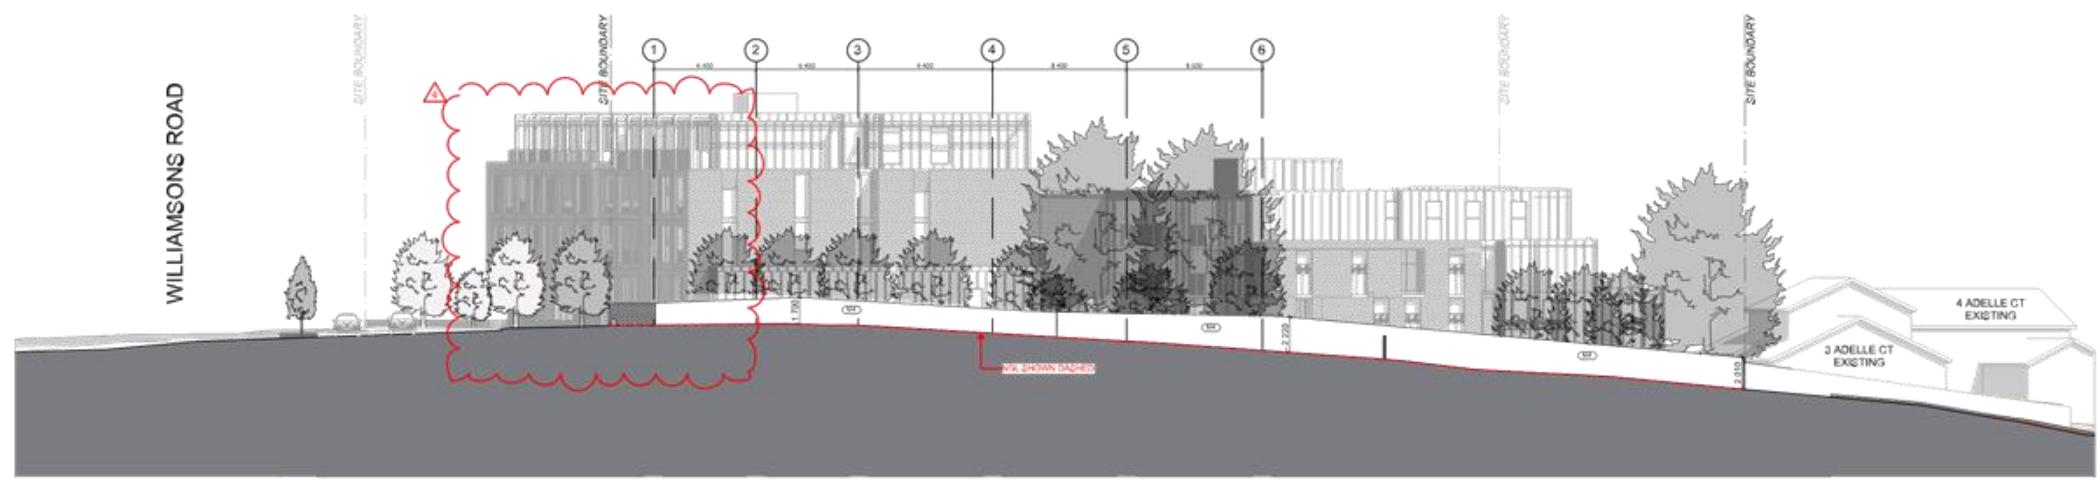 SITE BOUNDARY
SITE BOUNDARY
SITE BOUNDARY
SITE BOUNDARY
1
2
3
4
5
6
WILLIAMSONS ROAD
4
NGL SHOWN DASHED
4 ADELLE CT
EXISTING
3 ADELLE CT
EXISTING